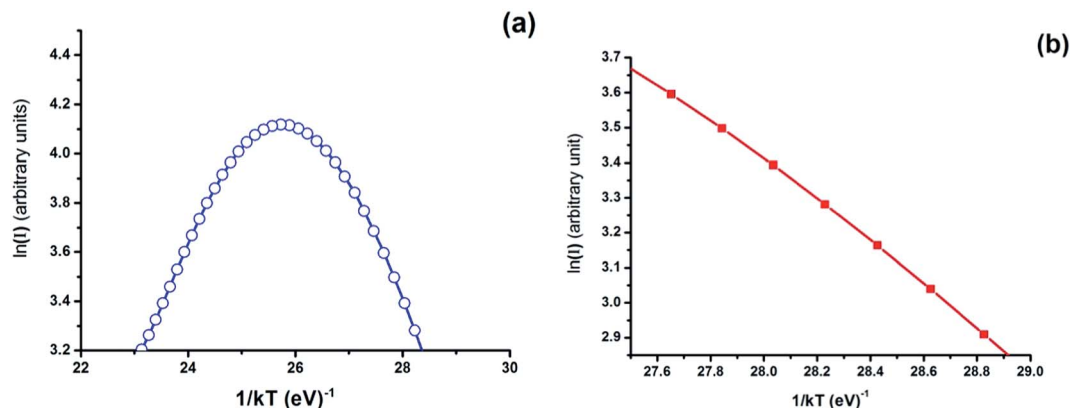 (a)
4.4
4.2
4.0
3.8
3.6
3.4
3.2
ln(I) (arbitrary units)
22 24 26 28 30
1/kT (eV)-1
(b)
3.7
3.6
3.5
3.4
3.3
3.2
3.1
3.0
2.9
ln(I) (arbitrary unit)
27.6 27.8 28.0 28.2 28.4 28.6 28.8 29.0
1/kT (eV)-1